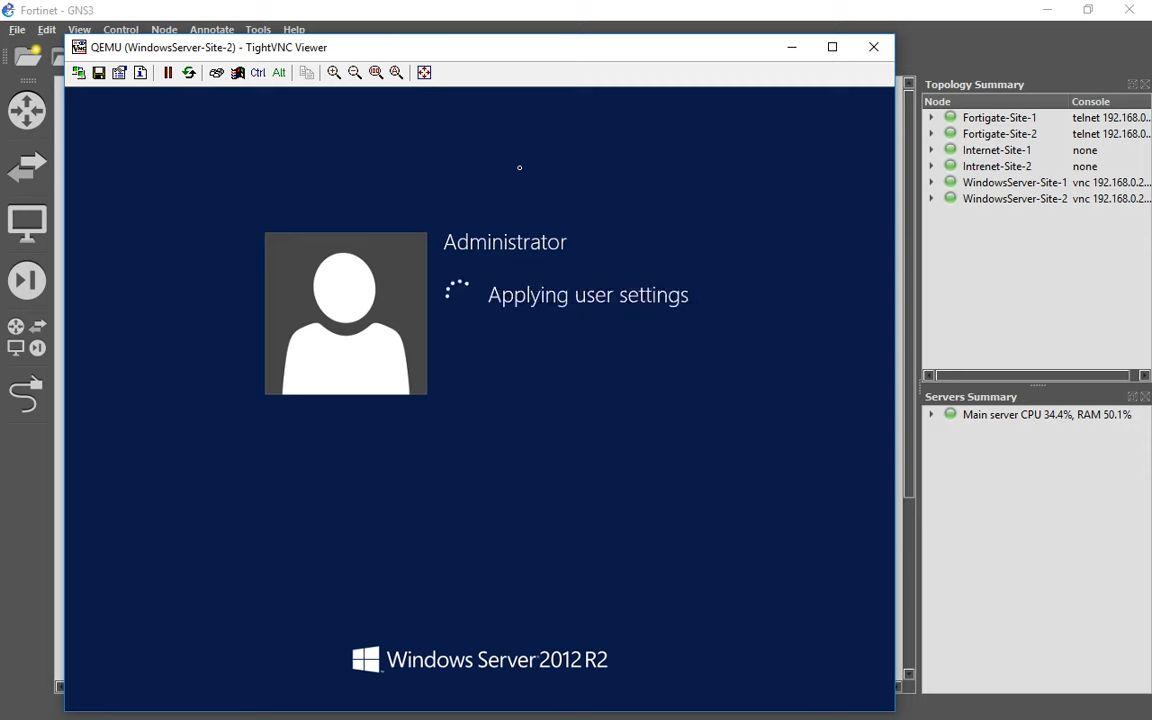 Fortinet - GNS3
File Edit View Control Node Annotate Tools Help
QEMU (WindowsServer-Site-2) - TightVNC Viewer
Ctrl Alt
Administrator
Applying user settings
Windows Server 2012 R2
Topology Summary
Node Console
Fortigate-Site-1 telnet 192.168.0...
Fortigate-Site-2 telnet 192.168.0...
Internet-Site-1 none
Intrenet-Site-2 none
WindowsServer-Site-1 vnc 192.168.0.2...
WindowsServer-Site-2 vnc 192.168.0.2...
Servers Summary
Main server CPU 34.4%, RAM 50.1%